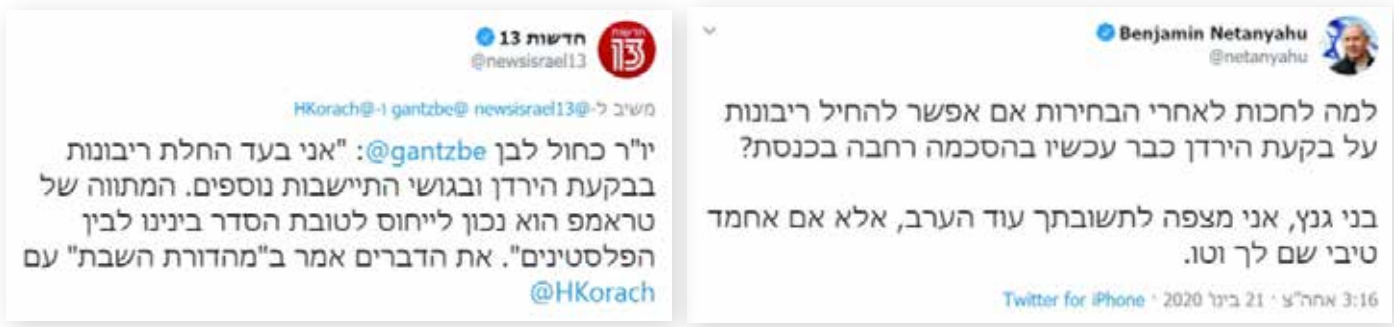 Benjamin Netanyahu
@netanyahu
למה לחכות לאחרי הבחירות אם אפשר להחיל ריבונות
על בקעת הירדן כבר עכשיו בהסכמה רחבה בכנסת?
בני גנץ, אני מצפה לתשובתך עוד הערב, אלא אם אחמד
טיבי שם לך וטו.
3:16 אחה"צ · 21 בינו' 2020 · Twitter for iPhone
חדשות 13
חדשות 13
@newsisrael13
משיב ל-@newsisrael13 @gantzbe ו-@HKorach
יו"ר כחול לבן @gantzbe: "אני בעד החלת ריבונות
בבקעת הירדן ובגושי התיישבות נוספים. המתווה של
טראמפ הוא נכון לייחוס לטובת הסדר בינינו לבין
הפלסטינים". את הדברים אמר ב"מהדורת השבת" עם
@HKorach